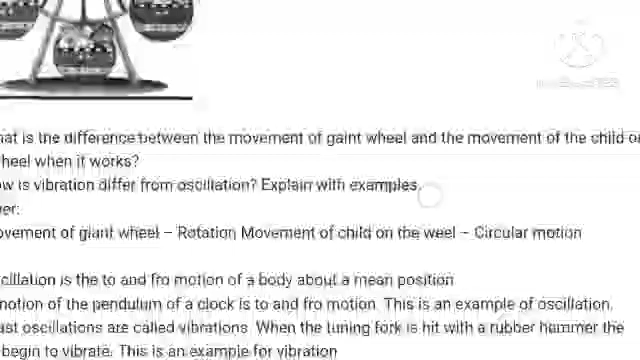 hat is the difference between the movement of gaint wheel and the movement of the child on
heel when it works?
ow is vibration differ from oscillation? Explain with examples.
er:
ovement of giant wheel – Rotation Movement of child on the weel – Circular motion
cillation is the to and fro motion of a body about a mean position
motion of the pendulum of a clock is to and fro motion. This is an example of oscillation.
ast oscillations are called vibrations. When the tuning fork is hit with a rubber hammer the
begin to vibrate. This is an example for vibration